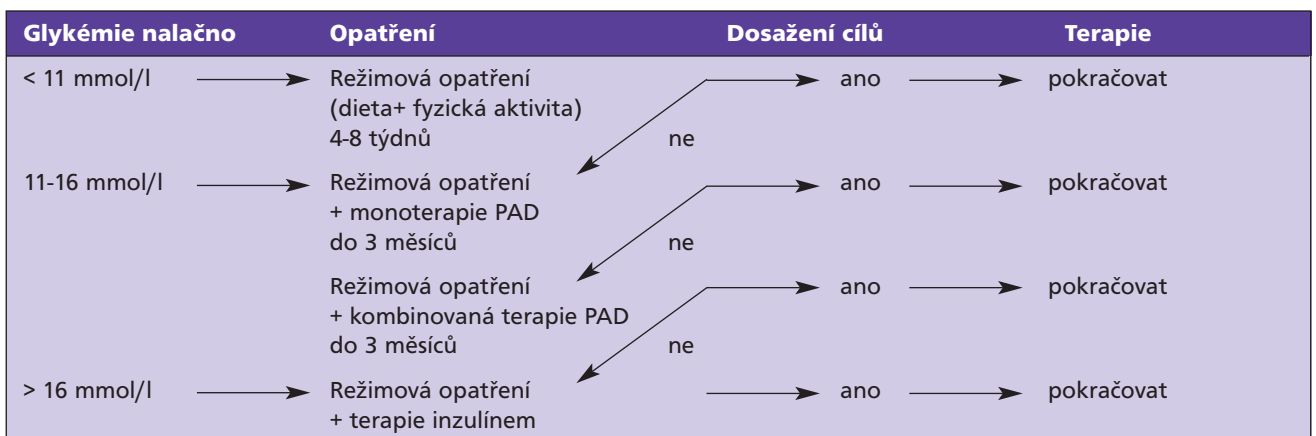 Glykémie nalačno Opatření Dosažení cílů Terapie
< 11 mmol/l Režimová opatření ano pokračovat
(dieta+ fyzická aktivita)
4-8 týdnů ne
11-16 mmol/l Režimová opatření ano pokračovat
+ monoterapie PAD
do 3 měsíců ne
Režimová opatření ano pokračovat
+ kombinovaná terapie PAD
do 3 měsíců ne
> 16 mmol/l Režimová opatření ano pokračovat
+ terapie inzulínem